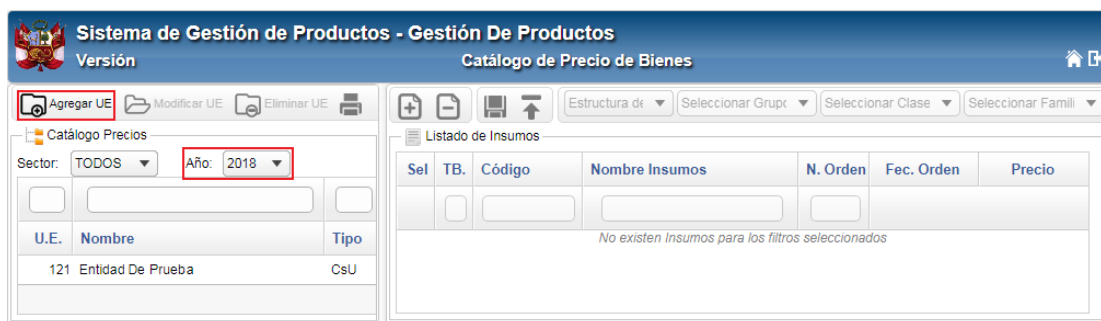 Sistema de Gestión de Productos - Gestión De Productos
Versión
Catálogo de Precio de Bienes
Agregar UE
Modificar UE
Eliminar UE
Estructura de
Seleccionar Grupo
Seleccionar Clase
Seleccionar Famili
Catálogo Precios
Listado de Insumos
Sector: TODOS
Año: 2018
Sel TB. Código Nombre Insumos N. Orden Fec. Orden Precio
No existen Insumos para los filtros seleccionados
U.E. Nombre Tipo
121 Entidad De Prueba CsU